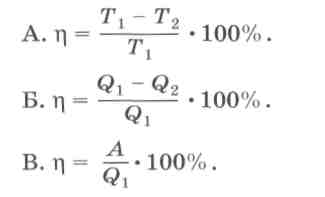 А. η = (T₁ − T₂) / T₁ · 100%.
Б. η = (Q₁ − Q₂) / Q₁ · 100%.
В. η = A / Q₁ · 100%.